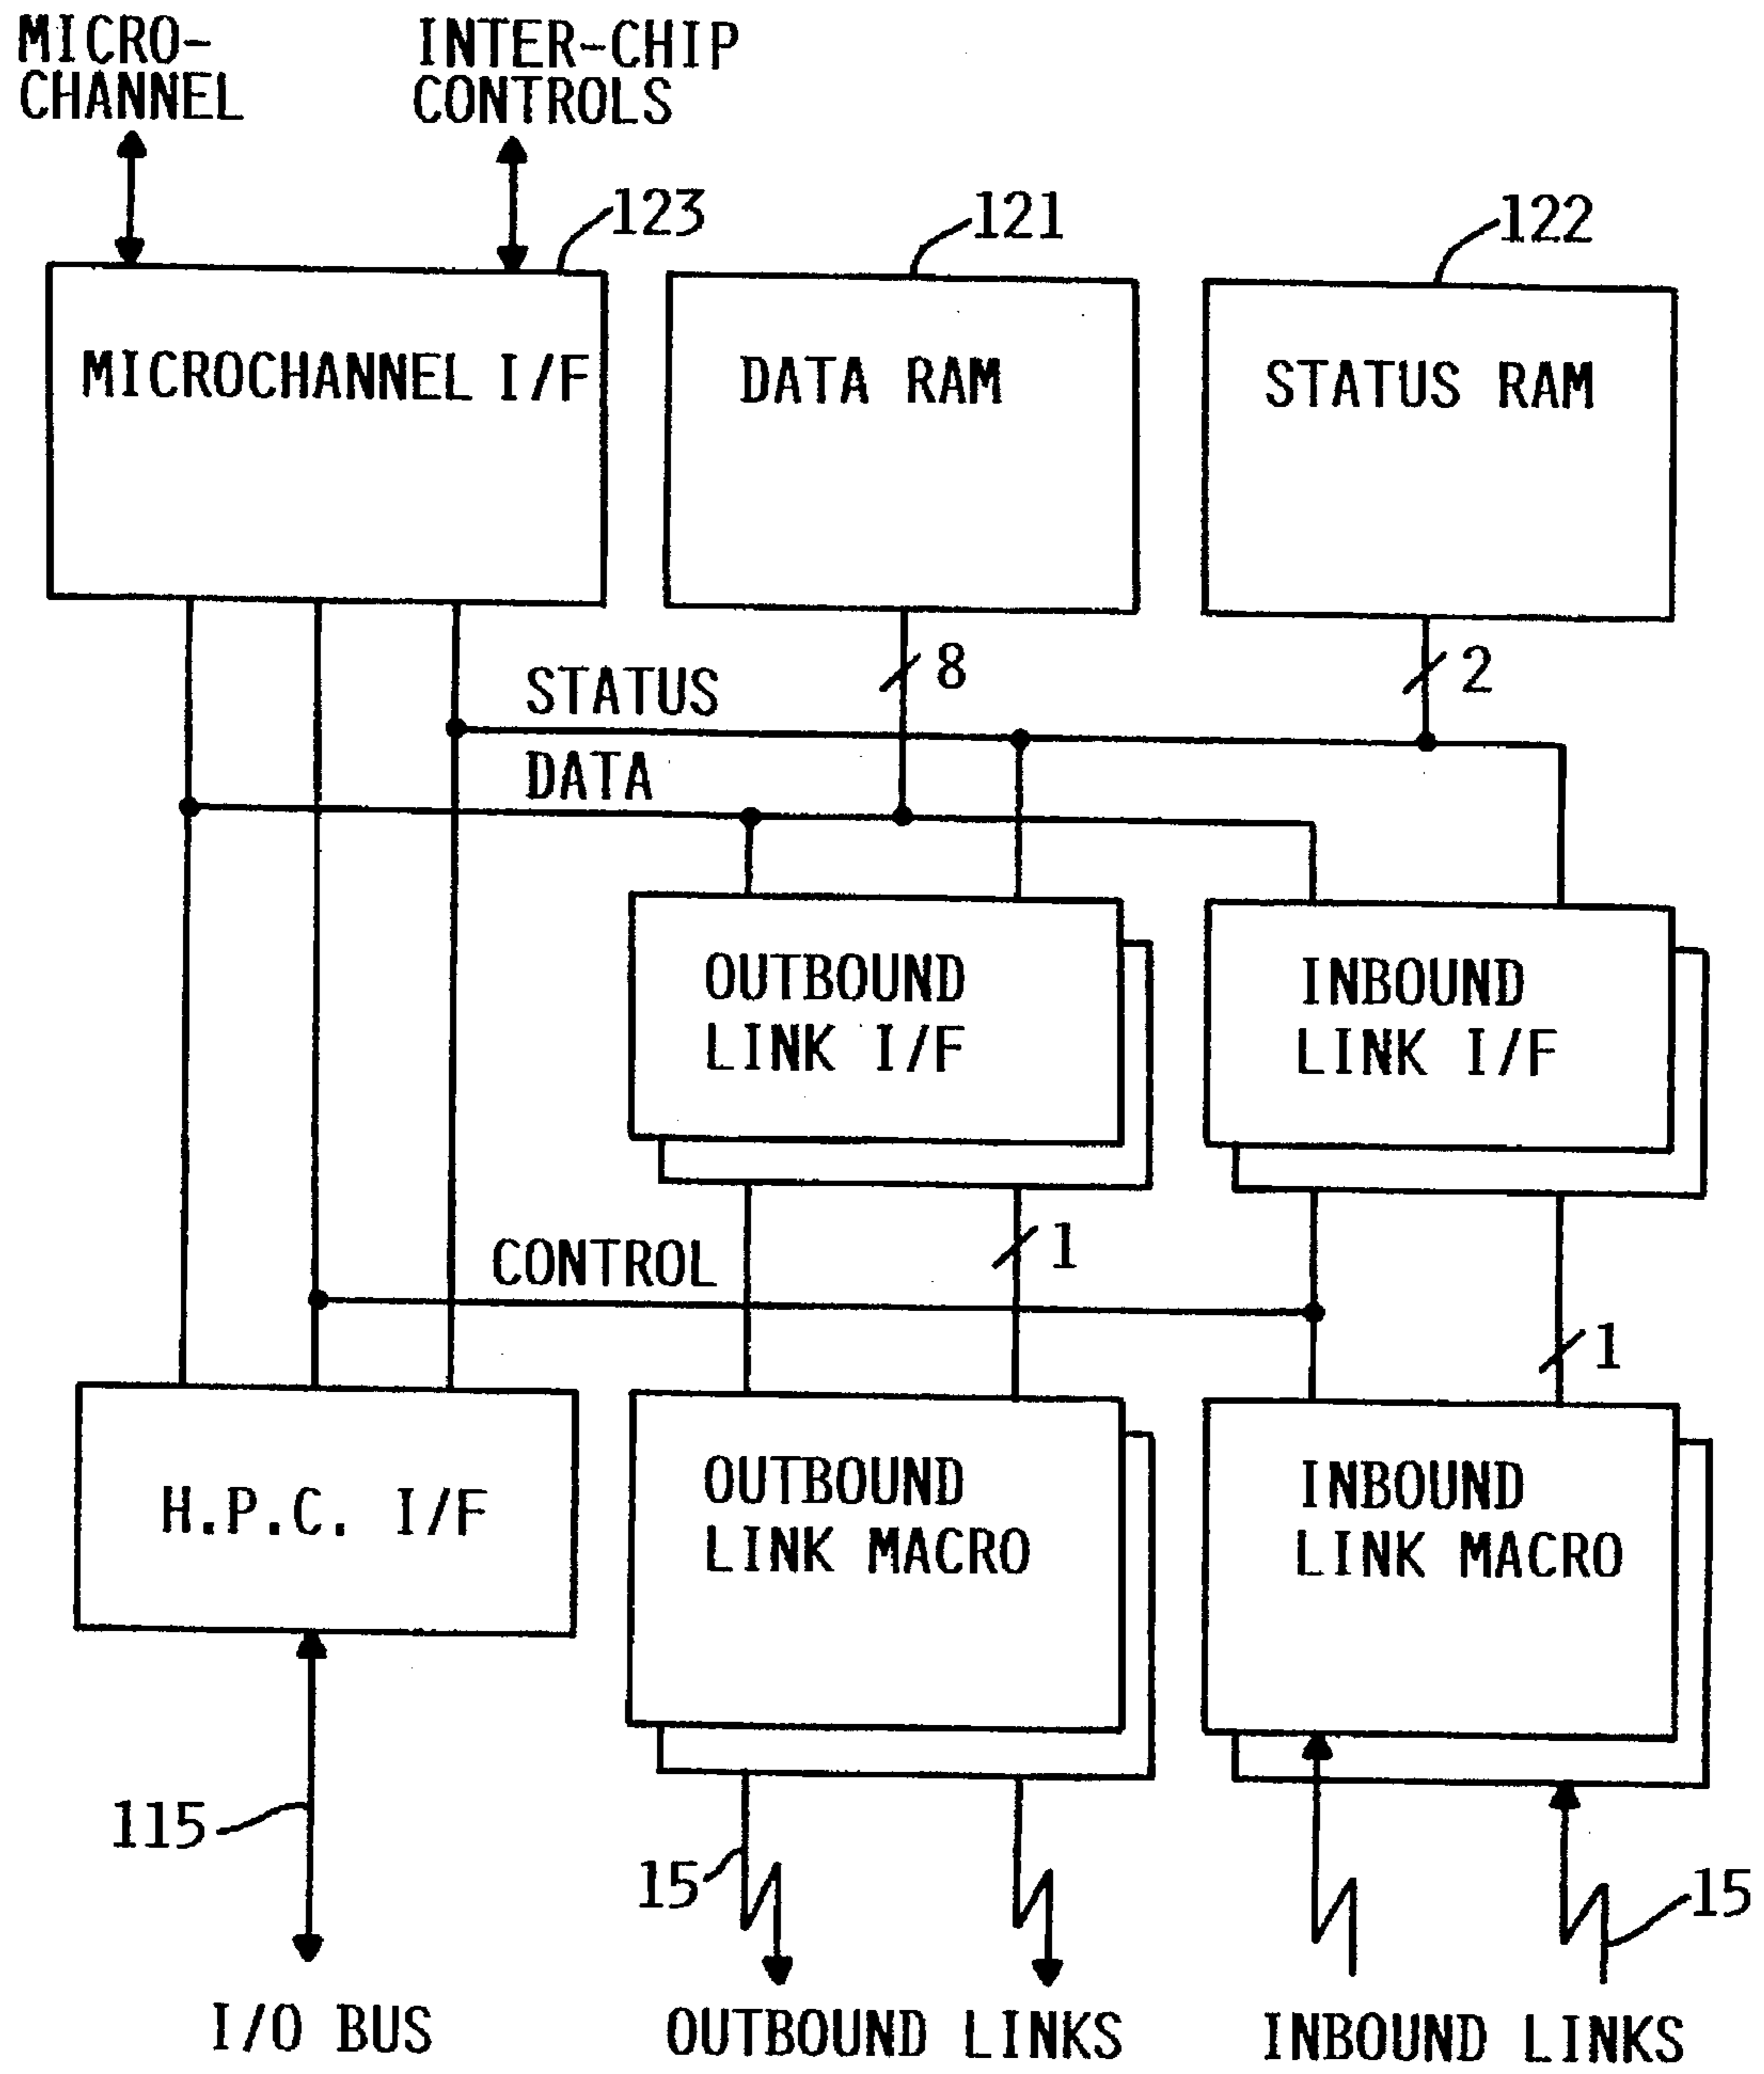 MICRO-
CHANNEL
INTER-CHIP
CONTROLS
123
121
122
MICROCHANNEL I/F
DATA RAM
STATUS RAM
8
2
STATUS
DATA
OUTBOUND
LINK I/F
INBOUND
LINK I/F
1
CONTROL
1
H.P.C. I/F
OUTBOUND
LINK MACRO
INBOUND
LINK MACRO
115
15
15
I/O BUS
OUTBOUND LINKS
INBOUND LINKS